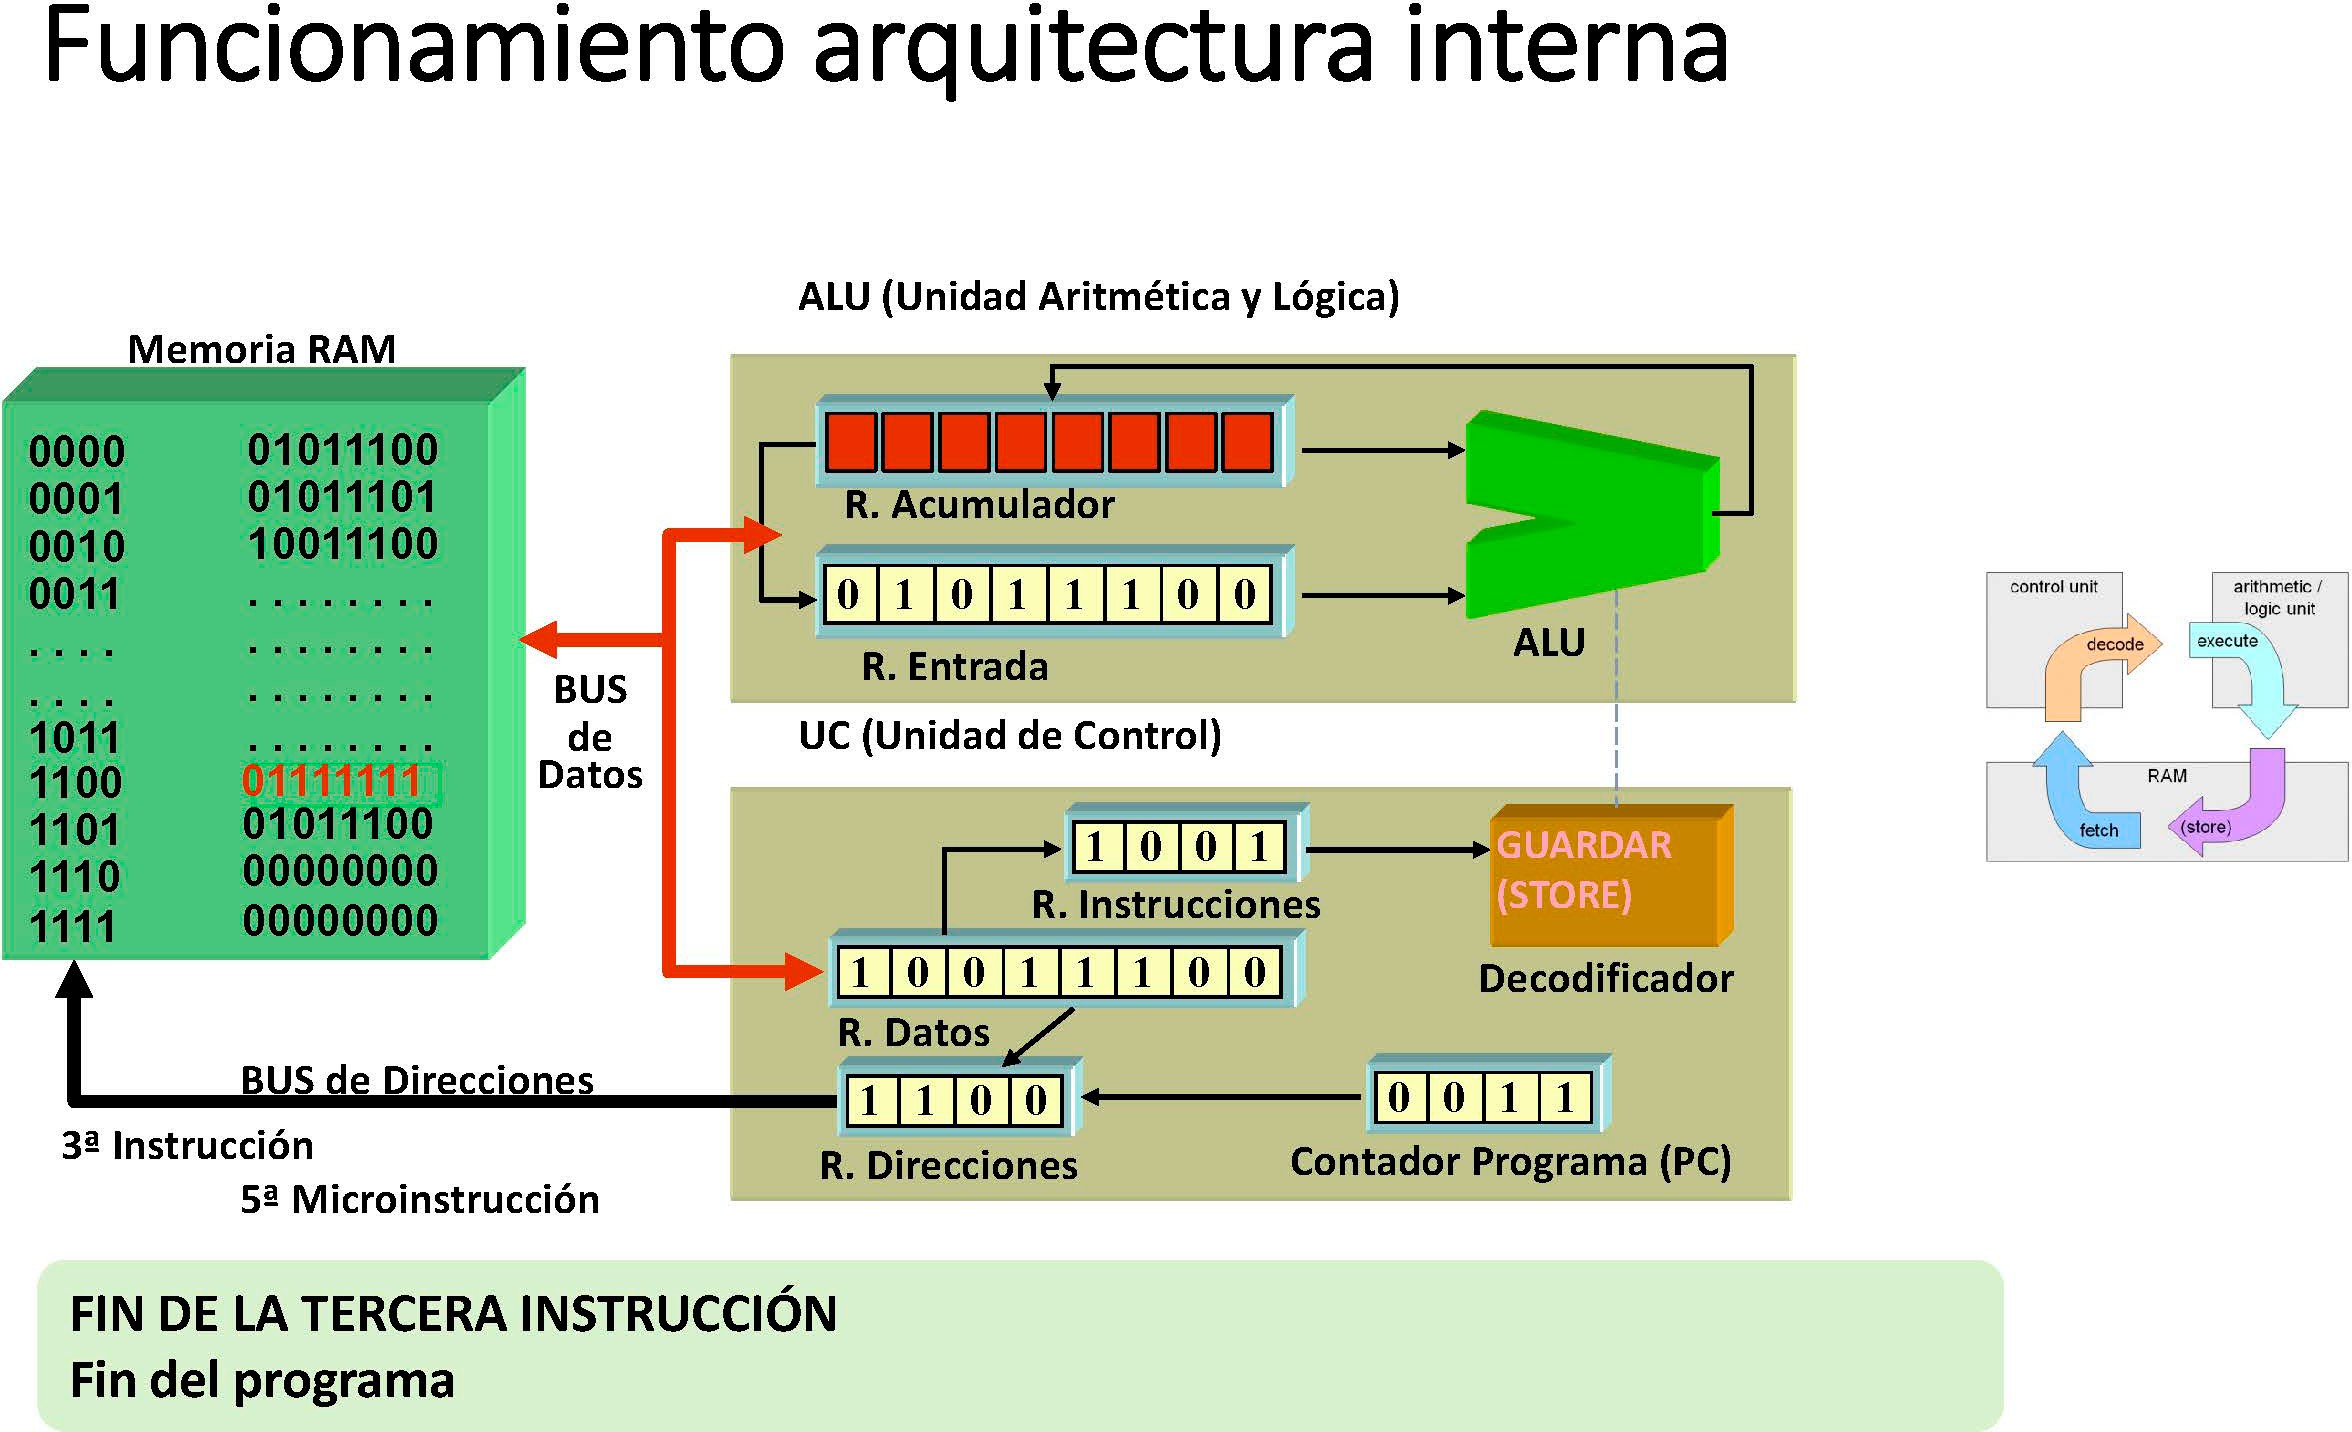 Funcionamiento arquitectura interna
ALU (Unidad Aritmética y Lógica)
Memoria RAM
0000 01011100
0001 01011101
0010 10011100
0011 . . . . . . . .
. . . . . . . . . . . .
. . . . . . . . . . . .
1011 . . . . . . . .
1100 01111111
1101 01011100
1110 00000000
1111 00000000
BUS
de
Datos
R. Acumulador
0 1 0 1 1 1 0 0
R. Entrada
ALU
UC (Unidad de Control)
1 0 0 1
R. Instrucciones
GUARDAR
(STORE)
Decodificador
1 0 0 1 1 1 0 0
R. Datos
1 1 0 0
R. Direcciones
0 0 1 1
Contador Programa (PC)
BUS de Direcciones
3ª Instrucción
5ª Microinstrucción
control unit
arithmetic /
logic unit
decode
execute
RAM
fetch
(store)
FIN DE LA TERCERA INSTRUCCIÓN
Fin del programa